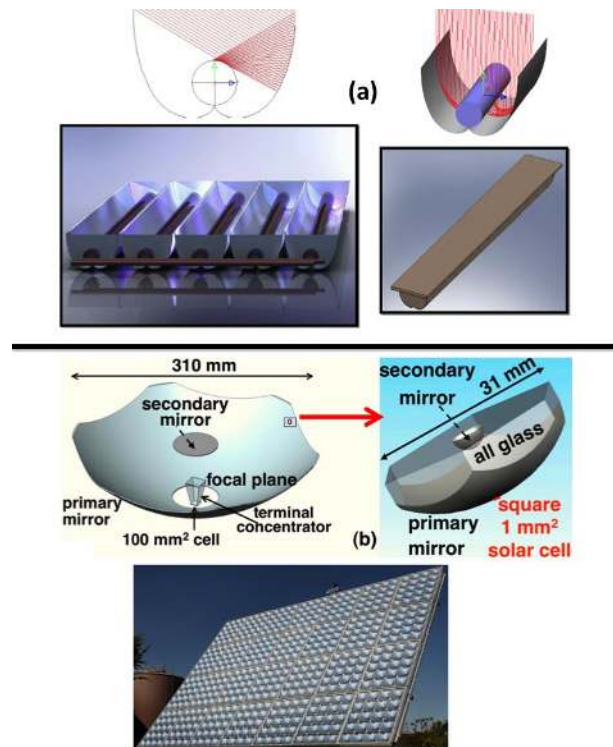 (a)
310 mm
secondary
mirror
0
focal plane
primary
mirror
terminal
concentrator
100 mm² cell
(b)
secondary
mirror
31 mm
all glass
primary
mirror
*square
1 mm²
solar cell